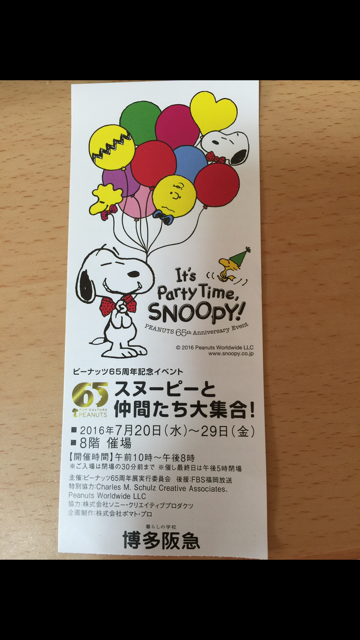 It's
Party Time,
SNOOPY!
PEANUTS 65th Anniversary Event
© 2016 Peanuts Worldwide LLC
www.snoopy.co.jp
ピーナッツ65周年記念イベント
65
PEANUTS
スヌーピーと
仲間たち大集合!
■ 2016年7月20日(水)〜29日(金)
■ 8階 催場
【開催時間】午前10時〜午後8時
※ご入場は閉場の30分前まで ※催し最終日は午後5時閉場
主催:ピーナッツ65周年展実行委員会 後援:FBS福岡放送
特別協力:Charles M. Schulz Creative Associates.
Peanuts Worldwide LLC
協力:株式会社ソニー・クリエイティブプロダクツ
企画制作:株式会社ポマト・プロ
暮らしの学校
博多阪急